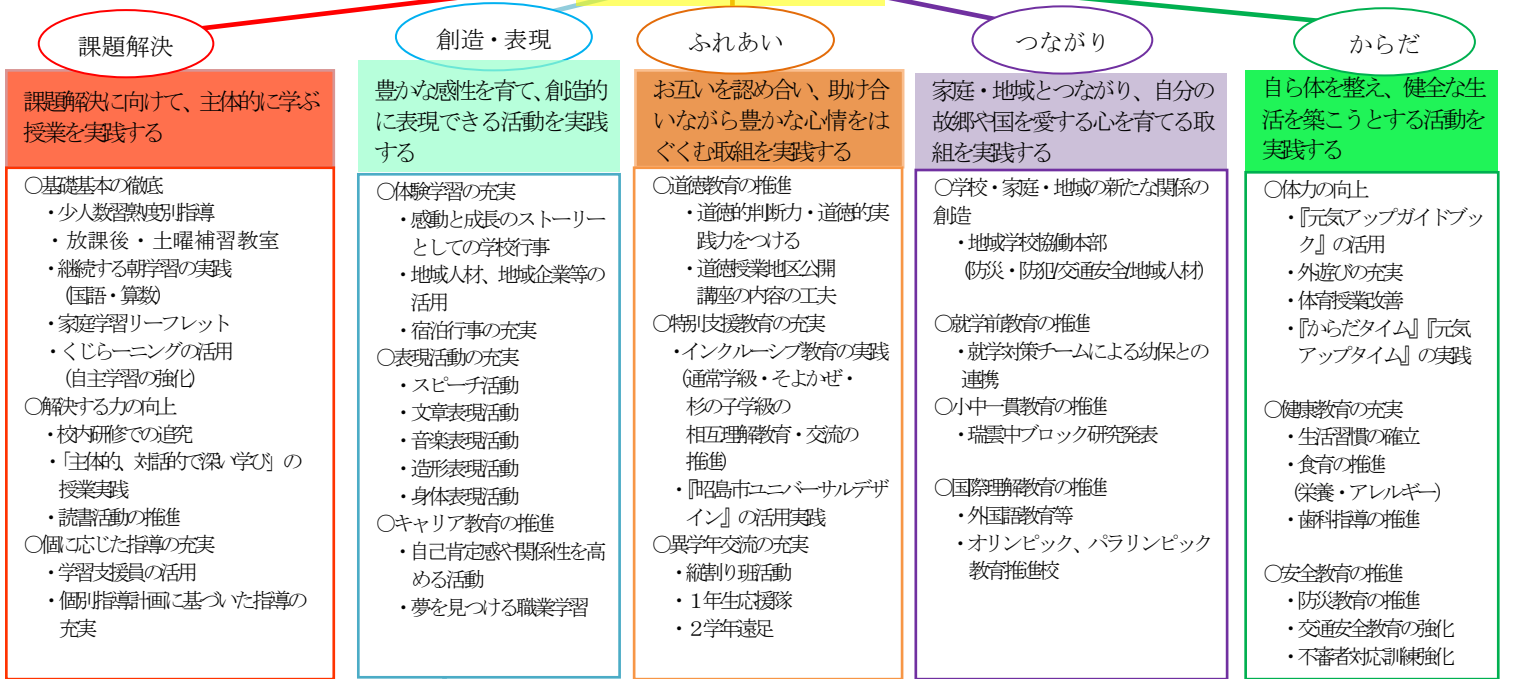 課題解決
課題解決に向けて、主体的に学ぶ
授業を実践する
○基礎基本の徹底
・少人数習熟度別指導
・放課後・土曜補習教室
・継続する朝学習の実践
(国語・算数)
・家庭学習リーフレット
・くじらーニングの活用
(自主学習の強化)
○解決する力の向上
・校内研修での追究
・「主体的、対話的で深い学び」の
授業実践
・読書活動の推進
○個に応じた指導の充実
・学習支援員の活用
・個別指導計画に基づいた指導の
充実
創造・表現
豊かな感性を育て、創造的
に表現できる活動を実践
する
○体験学習の充実
・感動と成長のストーリー
としての学校行事
・地域人材、地域企業等の
活用
・宿泊行事の充実
○表現活動の充実
・スピーチ活動
・文章表現活動
・音楽表現活動
・造形表現活動
・身体表現活動
○キャリア教育の推進
・自己肯定感や関係性を高
める活動
・夢を見つける職業学習
ふれあい
お互いを認め合い、助け合
いながら豊かな心情をは
ぐくむ取組を実践する
○道徳教育の推進
・道徳的判断力・道徳的実
践力をつける
・道徳授業地区公開
講座の内容の工夫
○特別支援教育の充実
・インクルーシブ教育の実践
(通常学級・そよかぜ・
杉の子学級の
相互理解教育・交流の
推進)
・『昭島市ユニバーサルデザ
イン』の活用実践
○異学年交流の充実
・縦割り班活動
・1年生応援隊
・2学年遠足
つながり
家庭・地域とつながり、自分の
故郷や国を愛する心を育てる取
組を実践する
○学校・家庭・地域の新たな関係の
創造
・地域学校協働本部
(防災・防犯/交通安全/地域人材)
○就学前教育の推進
・就学対策チームによる幼保との
連携
○小中一貫教育の推進
・瑞雲中ブロック研究発表
○国際理解教育の推進
・外国語教育等
・オリンピック、パラリンピック
教育推進校
からだ
自ら体を整え、健全な生
活を築こうとする活動を
実践する
○体力の向上
・『元気アップガイドブッ
ク』の活用
・外遊びの充実
・体育授業改善
・『からだタイム』『元気
アップタイム』の実践
○健康教育の充実
・生活習慣の確立
・食育の推進
(栄養・アレルギー)
・歯科指導の推進
○安全教育の推進
・防災教育の推進
・交通安全教育の強化
・不審者対応訓練強化